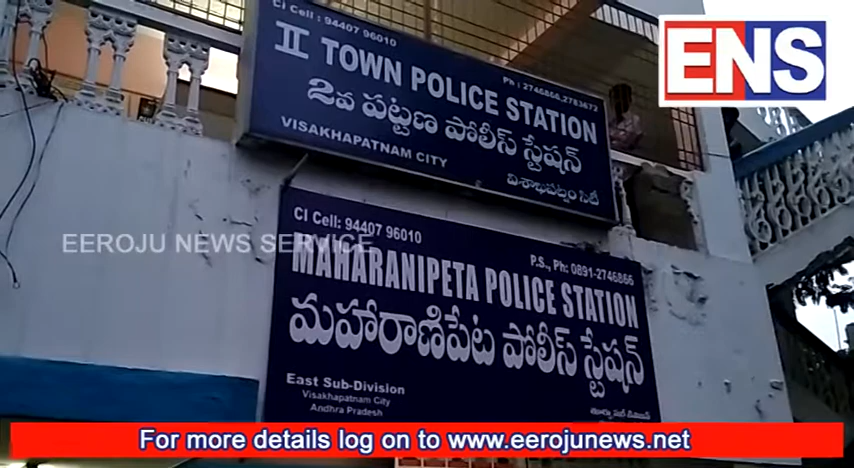 CI Cell : 94407 96010
II TOWN POLICE STATION
Ph : 2746866,2783672
2వ పట్టణ పోలీస్ స్టేషన్
VISAKHAPATNAM CITY
విశాఖపట్నం సిటీ
ENS
EEROJU NEWS SERVICE
CI Cell: 94407 96010
P.S., Ph: 0891-2746866
MAHARANIPETA POLICE STATION
మహారాణిపేట పోలీస్ స్టేషన్
East Sub-Division
Visakhapatnam City
Andhra Pradesh
For more details log on to www.eerojunews.net